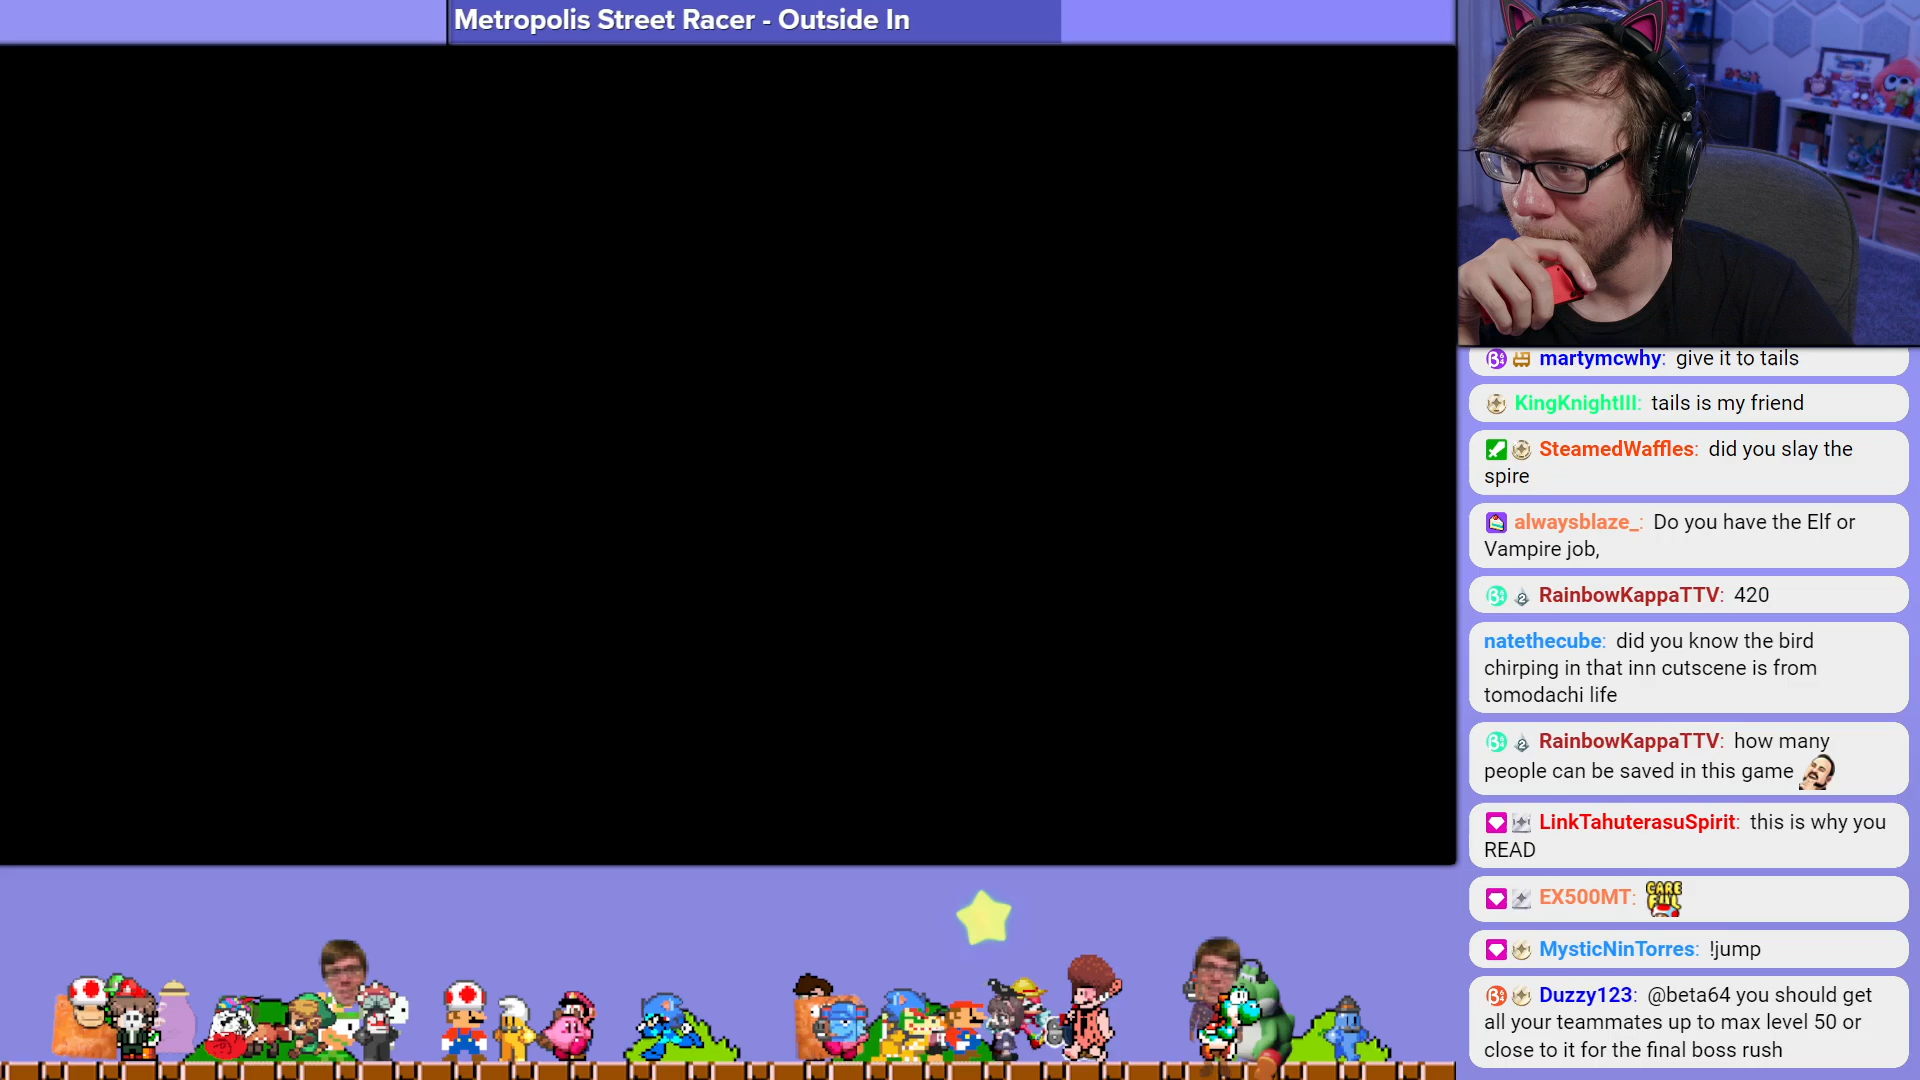 Metropolis Street Racer - Outside In
martymcwhy: give it to tails
KingKnightIII: tails is my friend
SteamedWaffles: did you slay the
spire
alwaysblaze_: Do you have the Elf or
Vampire job,
RainbowKappaTTV: 420
natethecube: did you know the bird
chirping in that inn cutscene is from
tomodachi life
RainbowKappaTTV: how many
people can be saved in this game
LinkTahuterasuSpirit: this is why you
READ
EX500MT: CARE
FUL
MysticNinTorres: !jump
Duzzy123: @beta64 you should get
all your teammates up to max level 50 or
close to it for the final boss rush